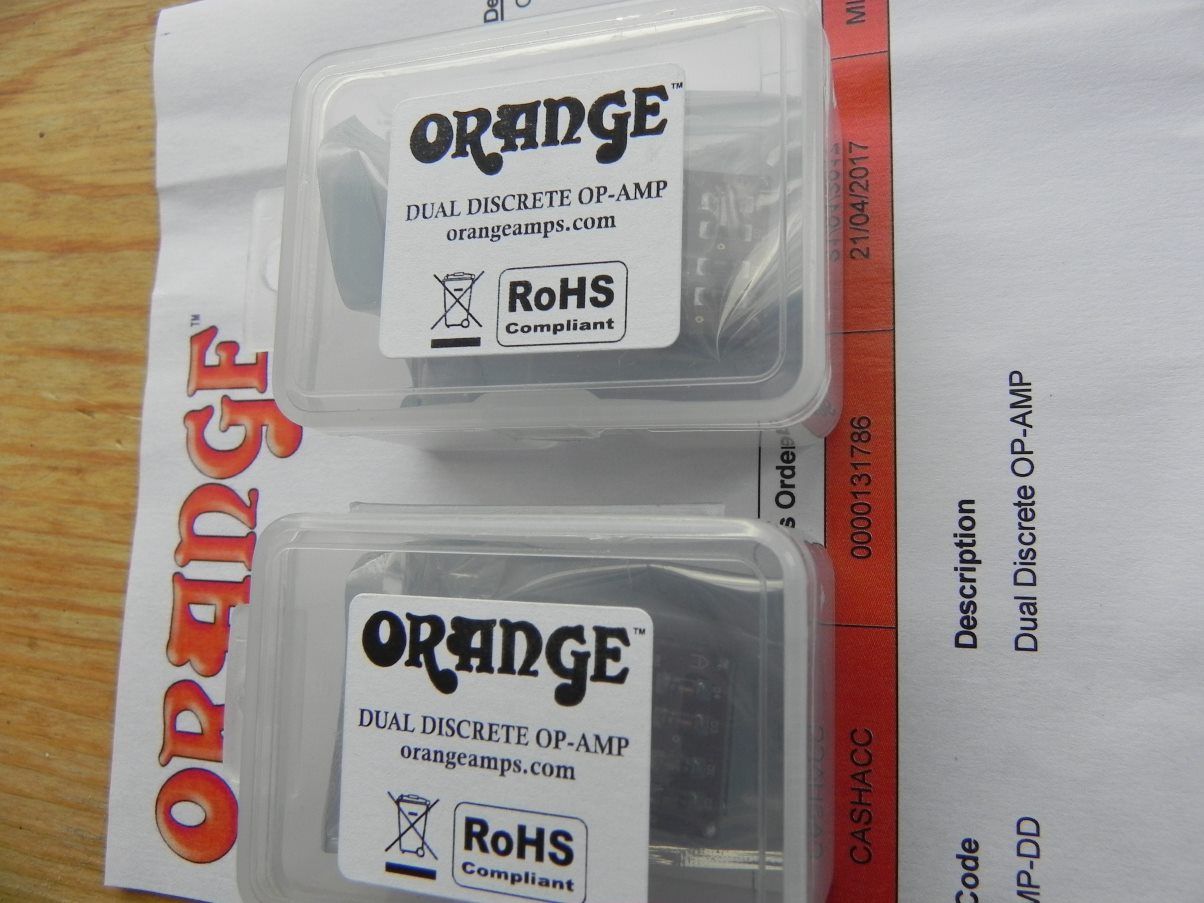 ORANGE™
DUAL DISCRETE OP-AMP
orangeamps.com
RoHS
Compliant
ORANGE™
DUAL DISCRETE OP-AMP
orangeamps.com
RoHS
Compliant
ORANGE™
CASHACC 0000131786 21/04/2017
Code Description
MP-DD Dual Discrete OP-AMP